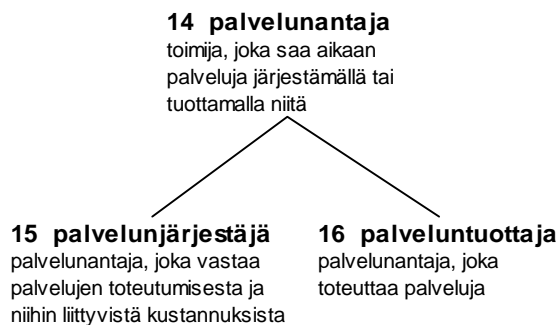 14 palvelunantaja
toimija, joka saa aikaan
palveluja järjestämällä tai
tuottamalla niitä
15 palvelunjärjestäjä
palvelunantaja, joka vastaa
palvelujen toteutumisesta ja
niihin liittyvistä kustannuksista
16 palveluntuottaja
palvelunantaja, joka
toteuttaa palveluja